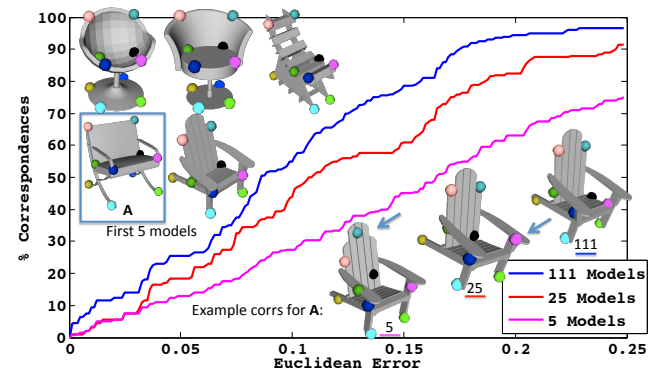 100
90
80
70
60
50
40
30
20
10
0
% Correspondences
A
First 5 models
Example corrs for A:
5
25
111
111 Models
25 Models
5 Models
0
0.05
0.1
0.15
0.2
0.25
Euclidean Error